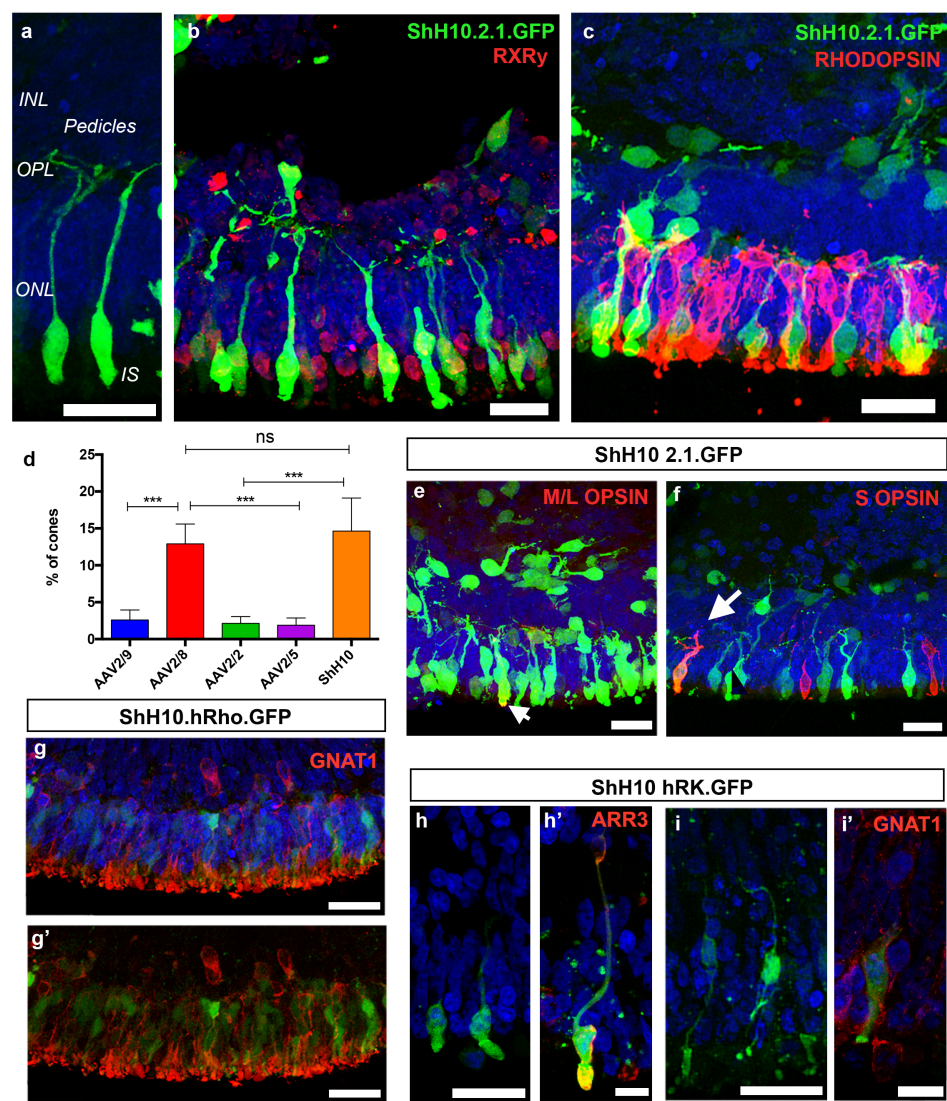 a
INL
Pedicles
OPL
ONL
IS
b
ShH10.2.1.GFP
RXRy
c
ShH10.2.1.GFP
RHODOPSIN
d
ns
***
***
***
25
20
15
10
5
0
% of cones
AAV2/9
AAV2/8
AAV2/2
AAV2/5
ShH10
ShH10 2.1.GFP
e
M/L OPSIN
f
S OPSIN
ShH10.hRho.GFP
g
GNAT1
g'
ShH10 hRK.GFP
h
h'
ARR3
i
i'
GNAT1